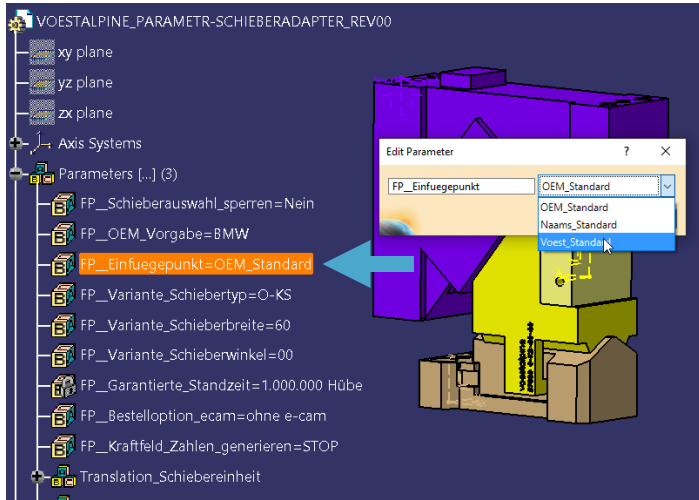 VOESTALPINE_PARAMETR-SCHIEBERADAPTER_REV00
xy plane
yz plane
zx plane
Axis Systems
Parameters [...] (3)
FP__Schieberauswahl_sperren=Nein
FP__OEM_Vorgabe=BMW
FP__Einfuegepunkt=OEM_Standard
FP__Variante_Schiebertyp=O-KS
FP__Variante_Schieberbreite=60
FP__Variante_Schieberwinkel=00
FP__Garantierte_Standzeit=1.000.000 Hübe
FP__Bestelloption_ecam=ohne e-cam
FP__Kraftfeld_Zahlen_generieren=STOP
Translation_Schiebereinheit
Edit Parameter
? X
FP__Einfuegepunkt
OEM_Standard
OEM_Standard
Naams_Standard
Voest_Standard
voestalpine